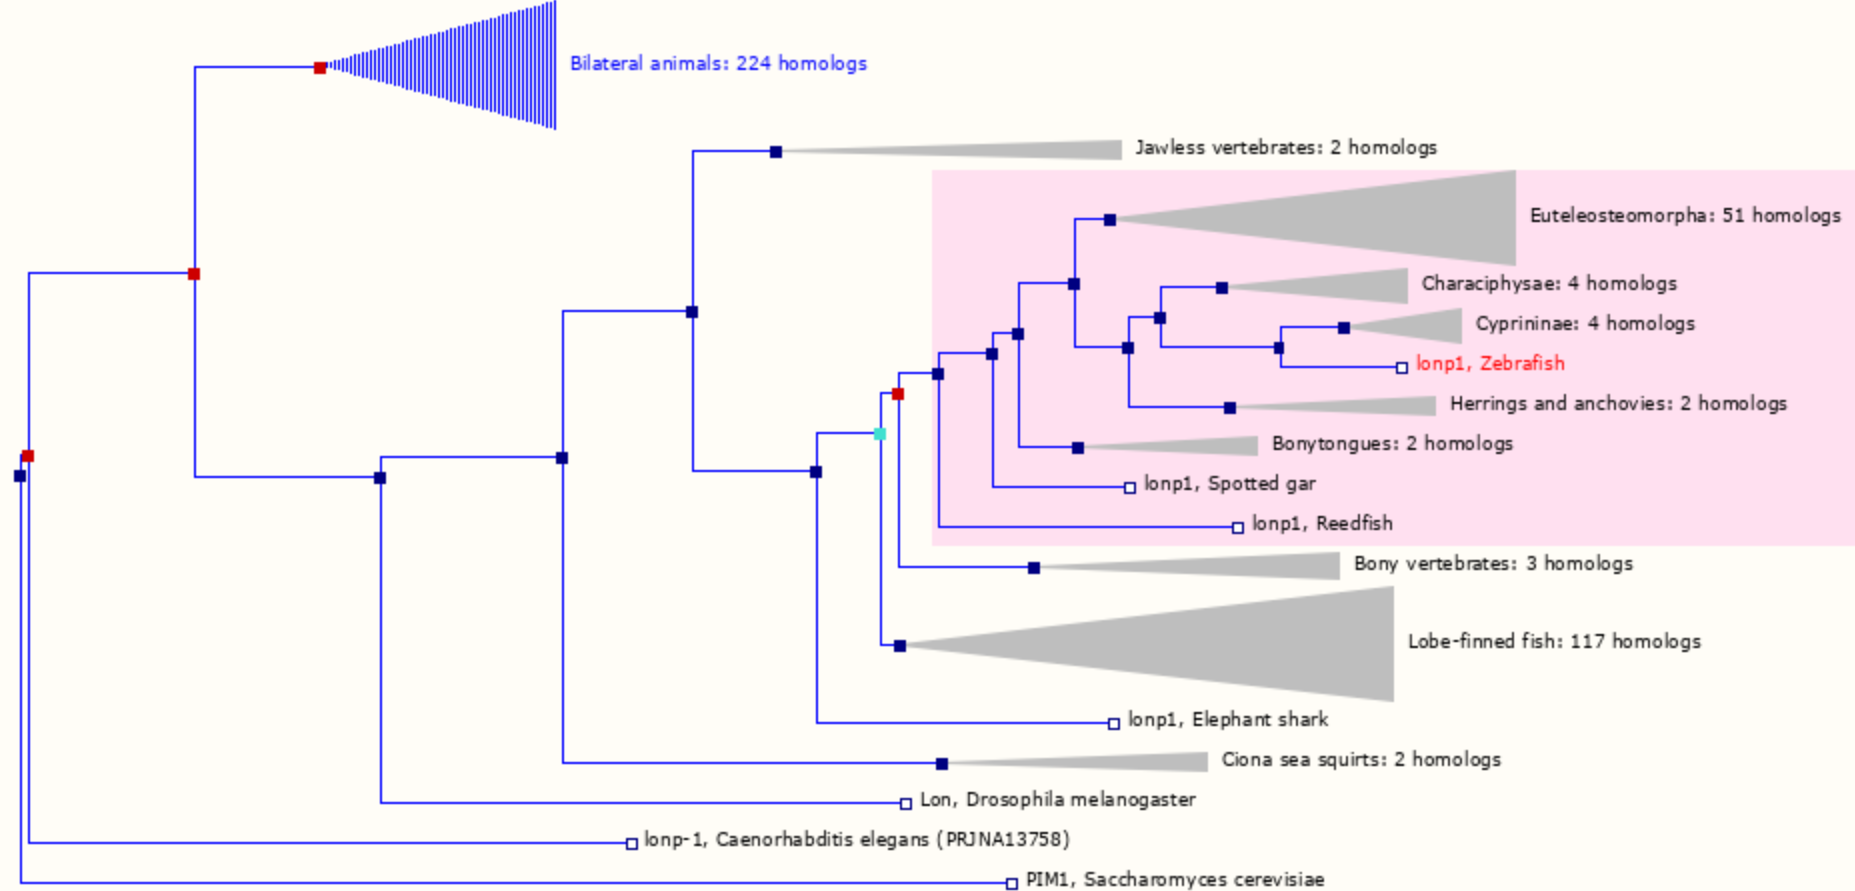 Bilateral animals: 224 homologs
Jawless vertebrates: 2 homologs
Euteleosteomorpha: 51 homologs
Characiphysae: 4 homologs
Cyprininae: 4 homologs
lonp1, Zebrafish
Herrings and anchovies: 2 homologs
Bonytongues: 2 homologs
lonp1, Spotted gar
lonp1, Reedfish
Bony vertebrates: 3 homologs
Lobe-finned fish: 117 homologs
lonp1, Elephant shark
Ciona sea squirts: 2 homologs
Lon, Drosophila melanogaster
lonp-1, Caenorhabditis elegans (PRJNA13758)
PIM1, Saccharomyces cerevisiae